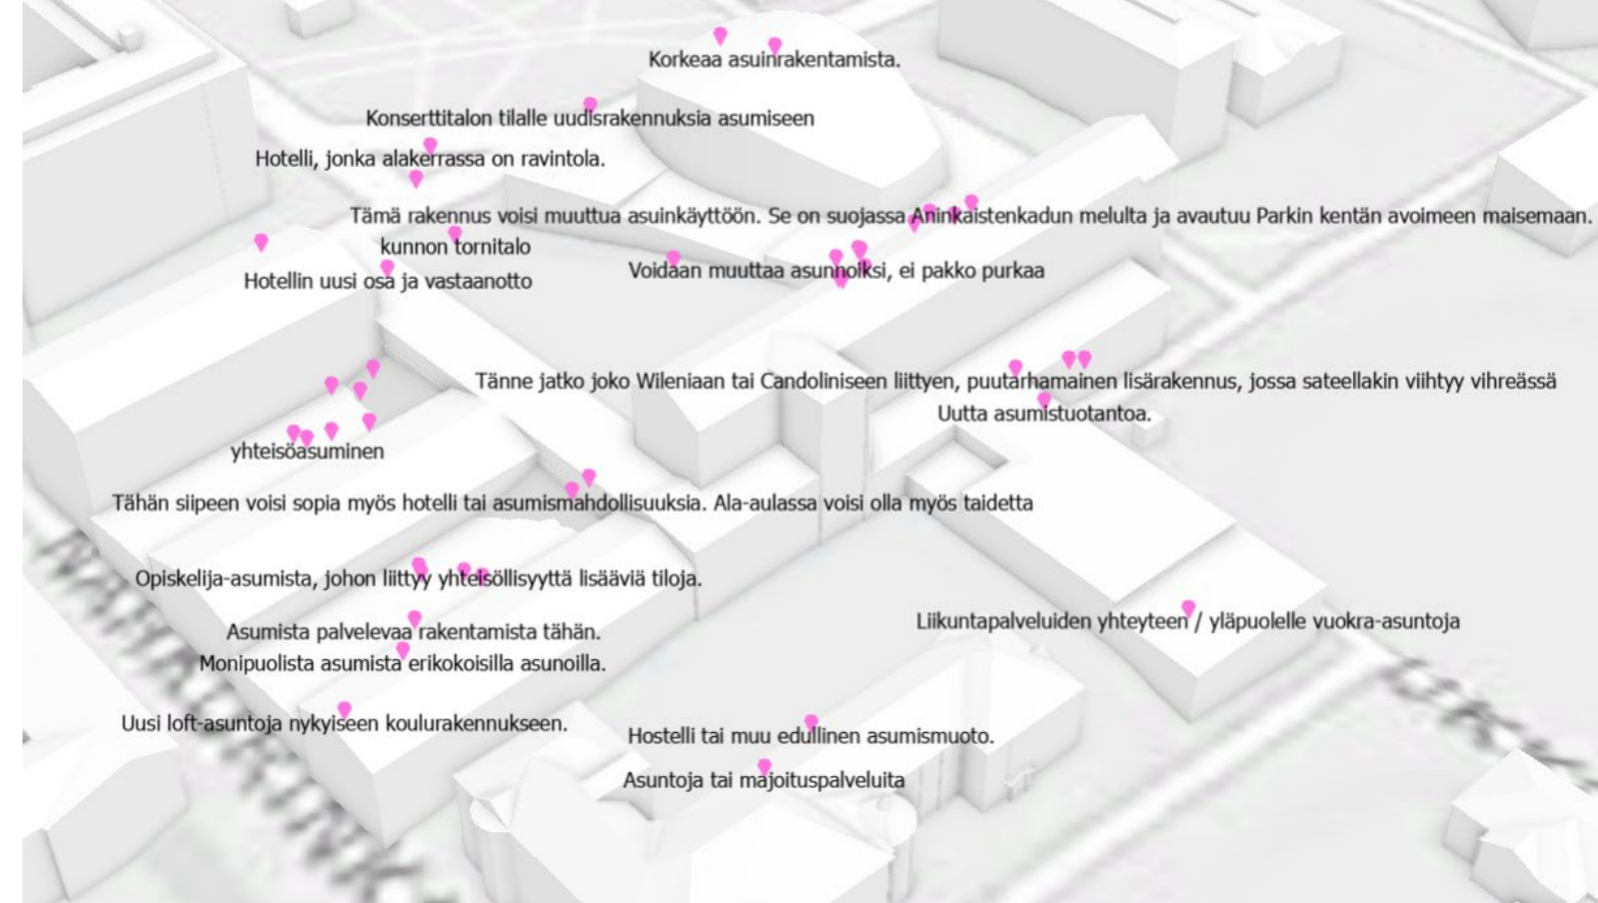 Korkeaa asuinrakentamista.
Konserttitalon tilalle uudisrakennuksia asumiseen
Hotelli, jonka alakerrassa on ravintola.
Tämä rakennus voisi muuttua asuinkäyttöön. Se on suojassa Aninkaistenkadun melulta ja avautuu Parkin kentän avoimeen maisemaan.
kunnon tornitalo
Voidaan muuttaa asunnoiksi, ei pakko purkaa
Hotellin uusi osa ja vastaanotto
Tänne jatko joko Wileniaan tai Candoliniseen liittyen, puutarhamainen lisärakennus, jossa sateellakin viihtyy vihreässä
Uutta asumistuotantoa.
yhteisöasuminen
Tähän siipeen voisi sopia myös hotelli tai asumismahdollisuuksia. Ala-aulassa voisi olla myös taidetta
Opiskelija-asumista, johon liittyy yhteisöllisyyttä lisääviä tiloja.
Liikuntapalveluiden yhteyteen / yläpuolelle vuokra-asuntoja
Asumista palvelevaa rakentamista tähän.
Monipuolista asumista erikokoisilla asunoilla.
Uusi loft-asuntoja nykyiseen koulurakennukseen.
Hostelli tai muu edullinen asumismuoto.
Asuntoja tai majoituspalveluita